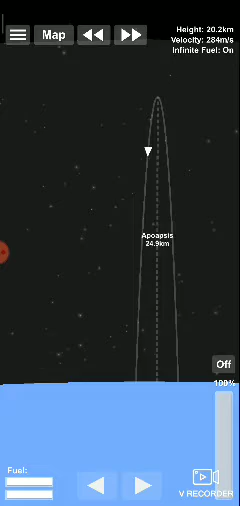 Height: 20.2km
Map
Velocity: 284m/s
Infinite Fuel: On
Apoapsis
24.9km
Off
100%
Fuel:
V RECORDER